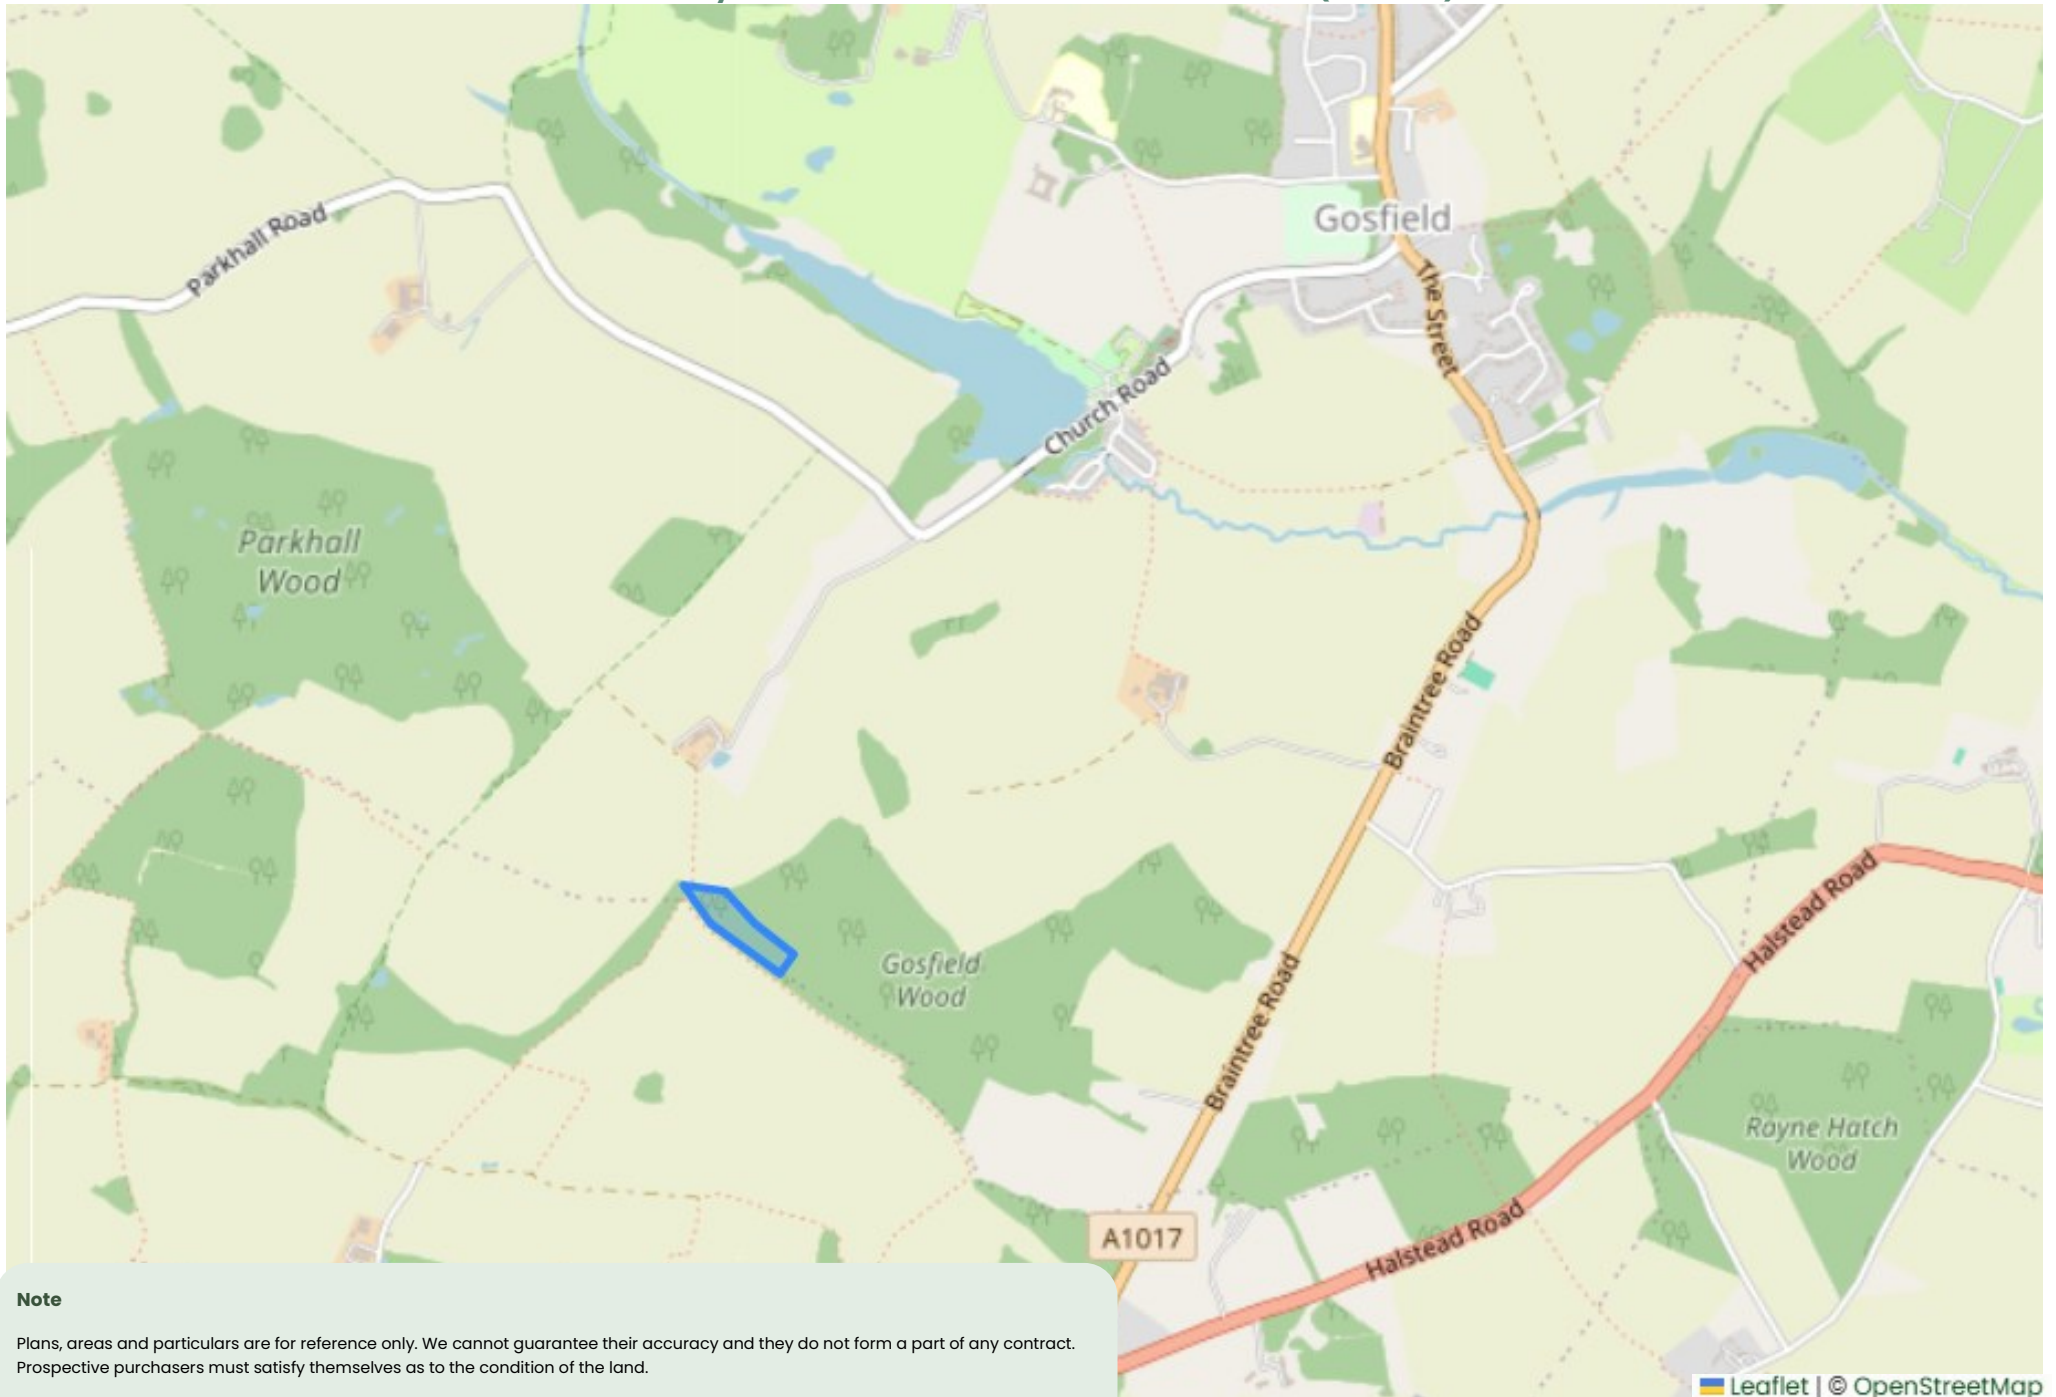 Gosfield
Parkhall Road
The Street
Church Road
Parkhall
Wood
Braintree Road
Halstead Road
Gosfield
Wood
Braintree Road
Rayne Hatch
Wood
A1017
Halstead Road
Note
Plans, areas and particulars are for reference only. We cannot guarantee their accuracy and they do not form a part of any contract.
Prospective purchasers must satisfy themselves as to the condition of the land.
Leaflet | © OpenStreetMap